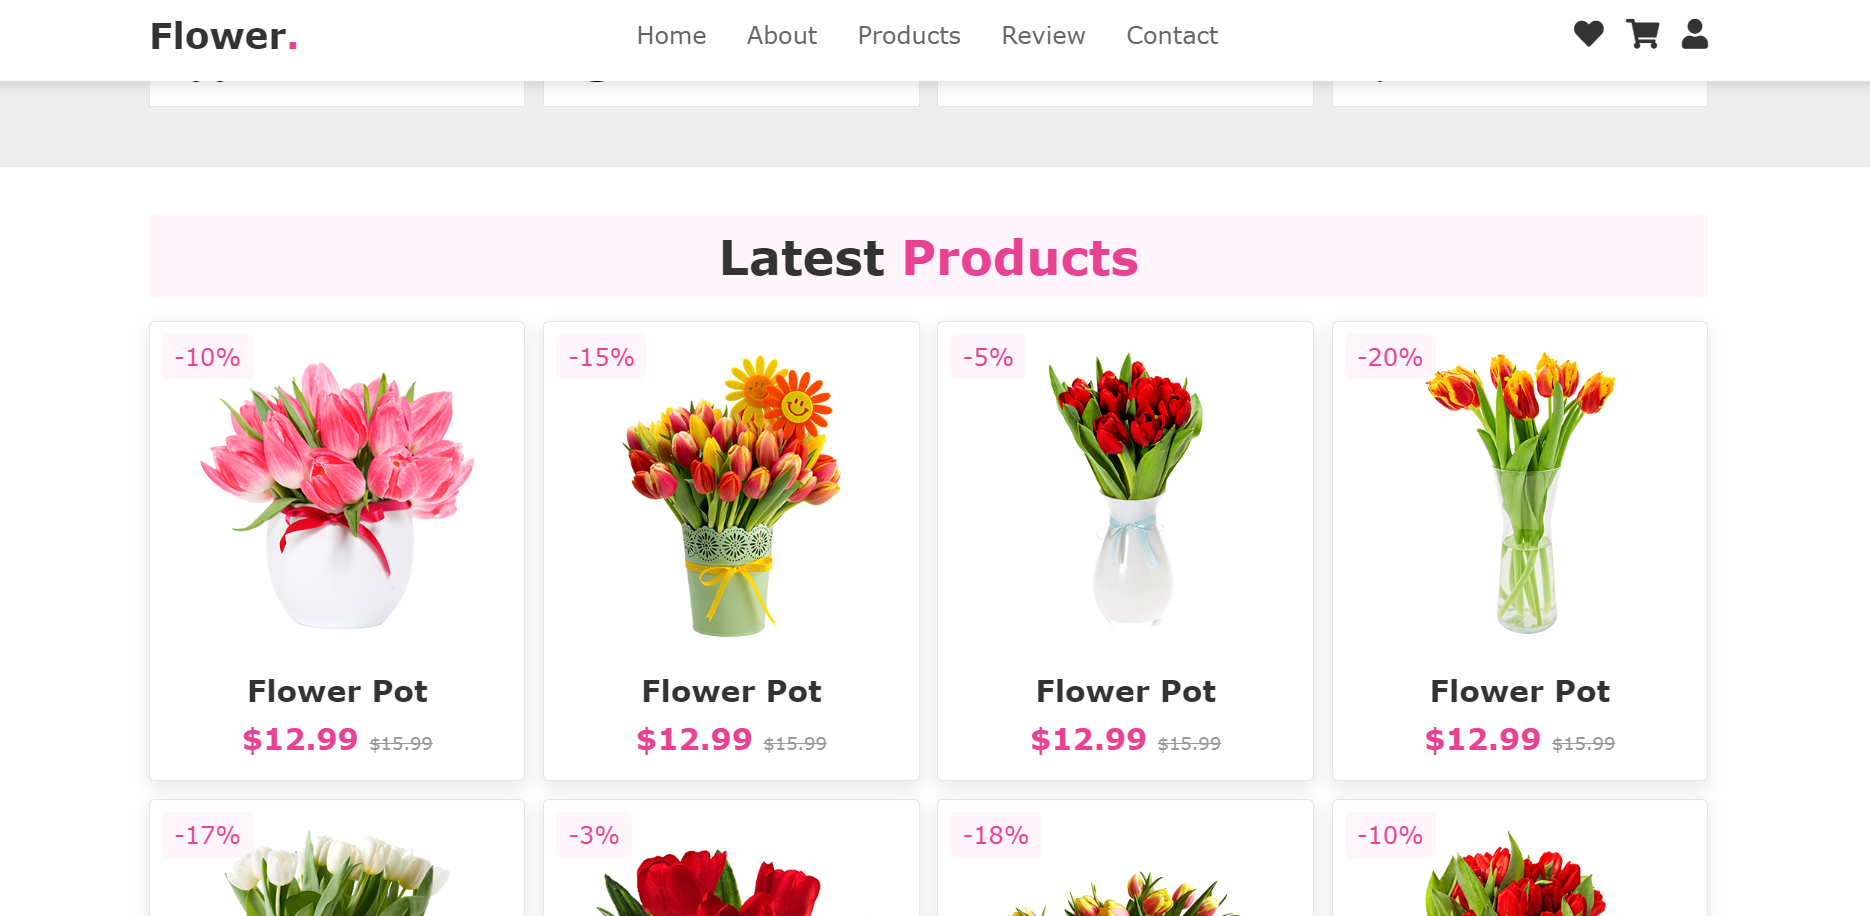 Flower.
Home About Products Review Contact
Latest Products
-10%
-15%
-5%
-20%
Flower Pot
Flower Pot
Flower Pot
Flower Pot
$12.99 $15.99
$12.99 $15.99
$12.99 $15.99
$12.99 $15.99
-17%
-3%
-18%
-10%